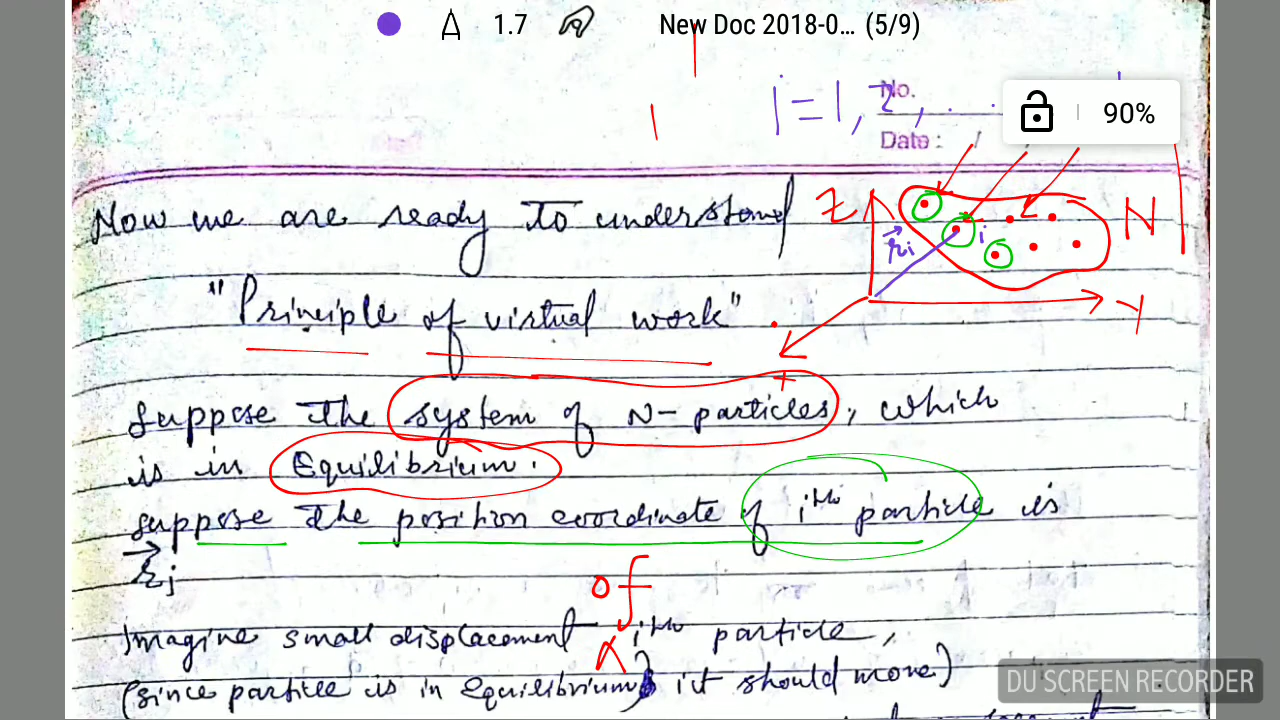 1.7 New Doc 2018-0... (5/9)
i=1, 2, . . .
No.
90%
Date : /
Now we are ready to understand
Z N
r⃗i i
"Principle of virtual work" .
Y
x
Suppose the system of N-particles, which
is in Equilibrium.
suppose the position coordinate of ith particle is
r⃗i
of
Imagine small displacement ith particle,
(since particle is in equilibrium, it should move)
DU SCREEN RECORDER